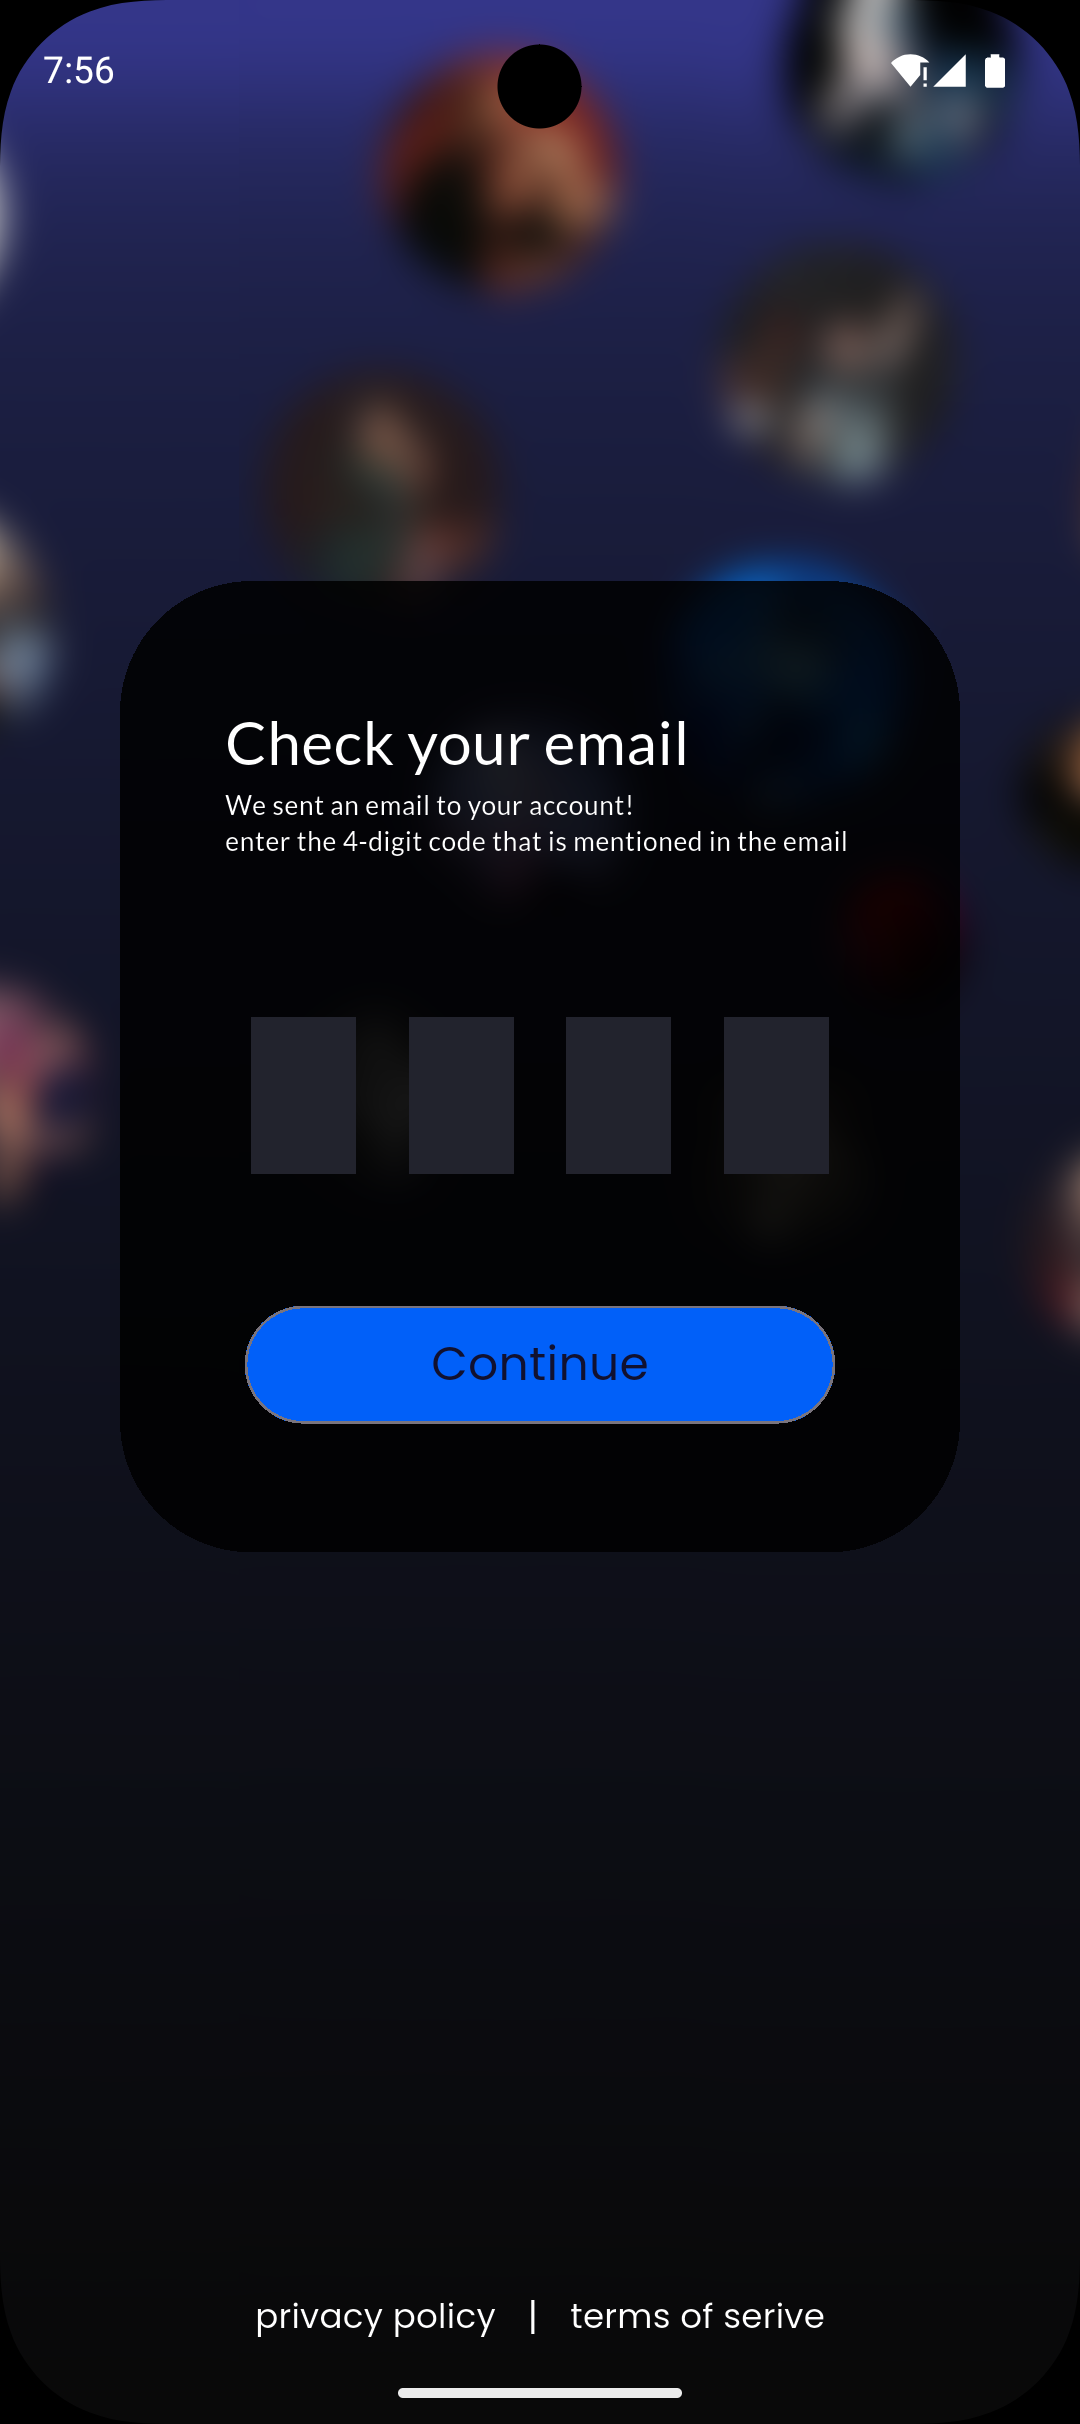 7:56
Check your email
We sent an email to your account!
enter the 4-digit code that is mentioned in the email
Continue
privacy policy | terms of serive